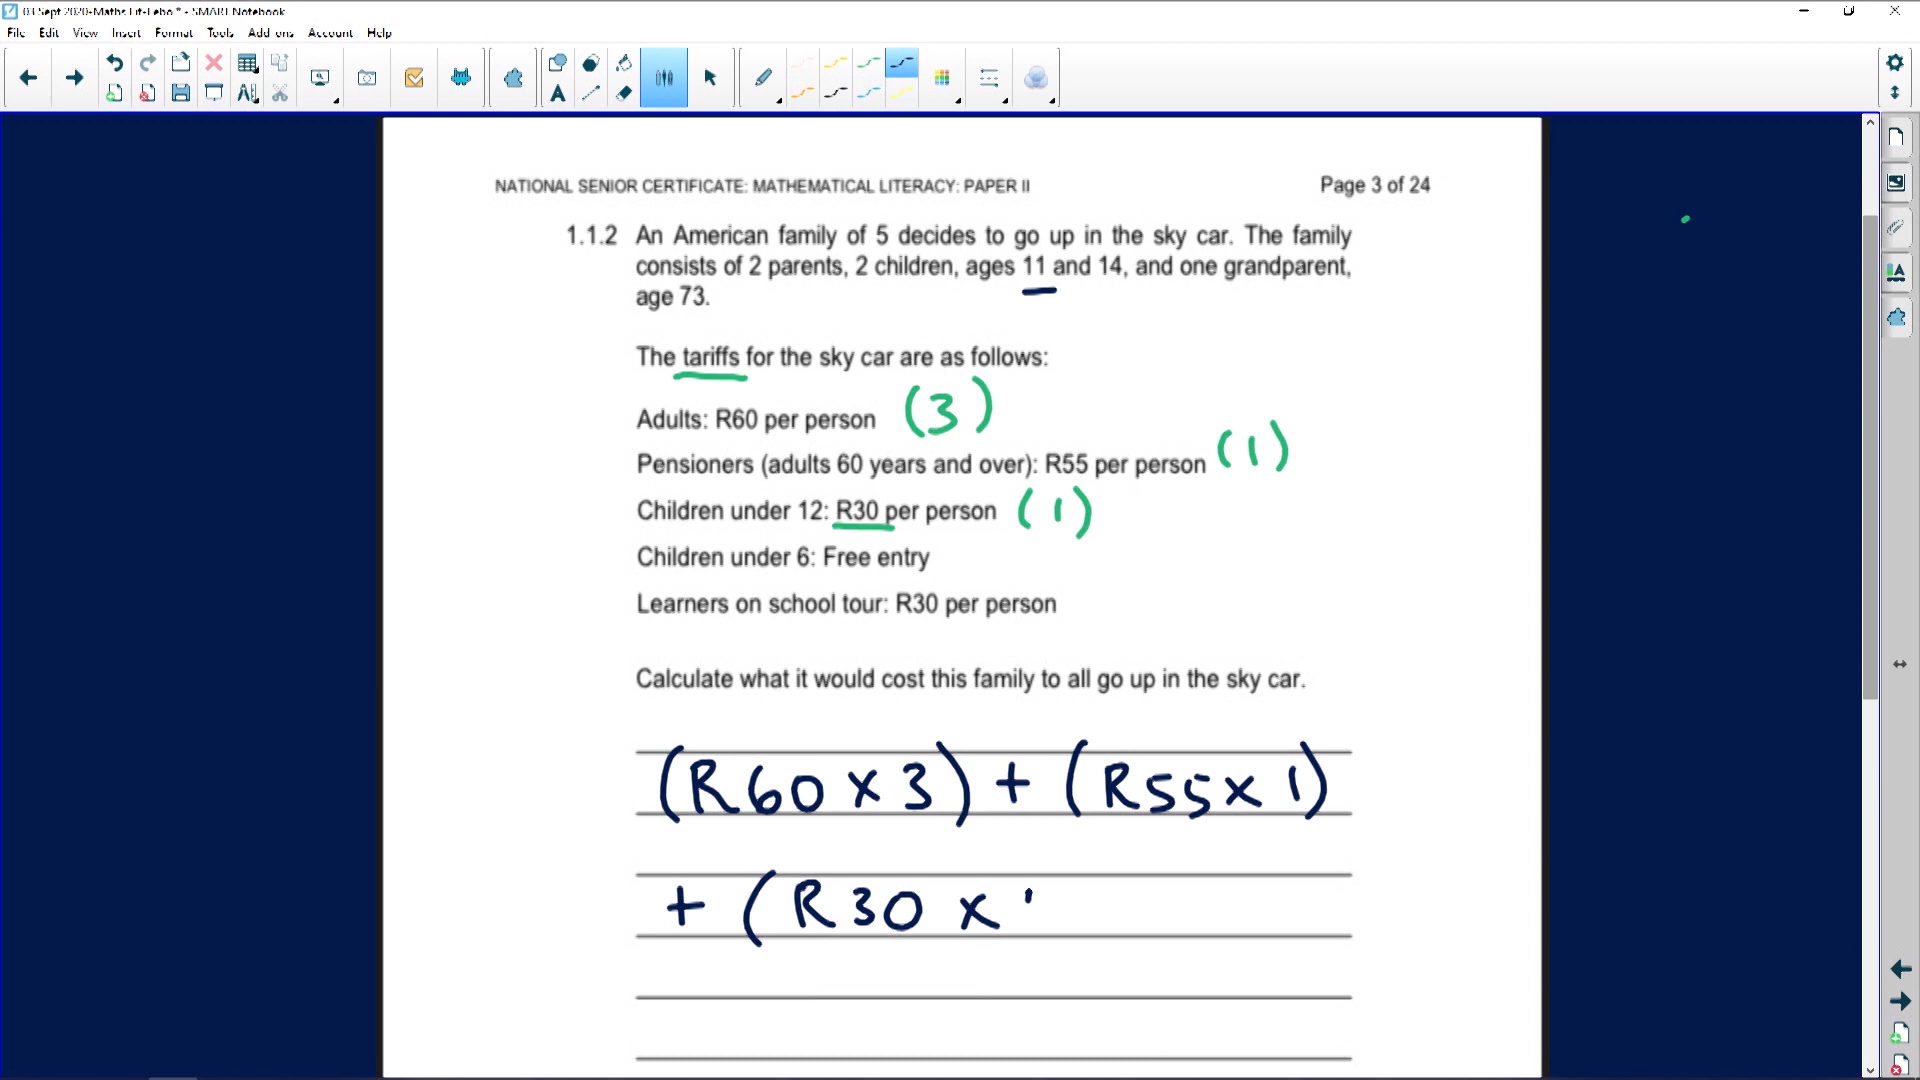 03 Sept 2020-Maths Lit-Lebo * - SMART Notebook
File Edit View Insert Format Tools Add-ons Account Help
NATIONAL SENIOR CERTIFICATE: MATHEMATICAL LITERACY: PAPER II Page 3 of 24
1.1.2 An American family of 5 decides to go up in the sky car. The family
consists of 2 parents, 2 children, ages 11 and 14, and one grandparent,
age 73.
The tariffs for the sky car are as follows:
Adults: R60 per person (3)
Pensioners (adults 60 years and over): R55 per person (1)
Children under 12: R30 per person (1)
Children under 6: Free entry
Learners on school tour: R30 per person
Calculate what it would cost this family to all go up in the sky car.
(R60 x 3) + (R55 x 1)
+ (R30 x